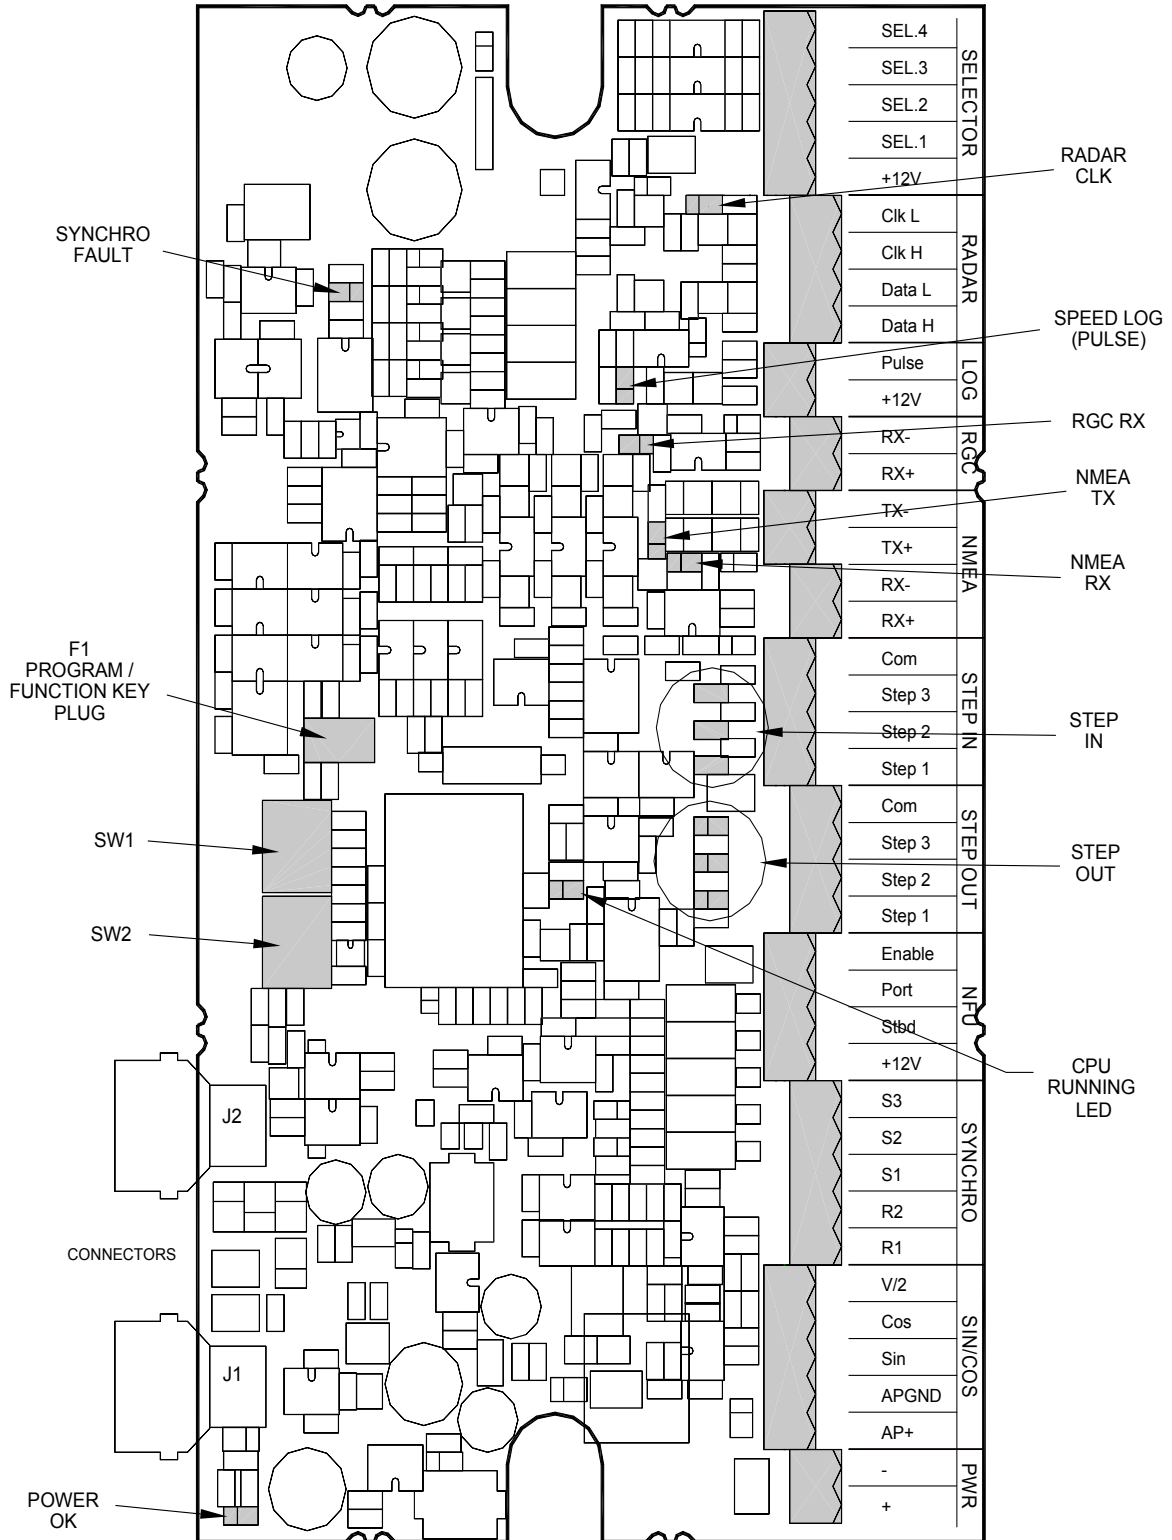 SYNCHRO
FAULT
F1
PROGRAM /
FUNCTION KEY
PLUG
SW1
SW2
J2
CONNECTORS
J1
POWER
OK
SEL.4
SEL.3
SEL.2
SEL.1
+12V
SELECTOR
Clk L
Clk H
Data L
Data H
RADAR
Pulse
+12V
LOG
RX-
RX+
RGC
TX-
TX+
RX-
RX+
NMEA
Com
Step 3
Step 2
Step 1
STEP IN
Com
Step 3
Step 2
Step 1
STEP OUT
Enable
Port
Stbd
+12V
NFU
S3
S2
S1
R2
R1
SYNCHRO
V/2
Cos
Sin
APGND
AP+
SIN/COS
-
+
PWR
RADAR
CLK
SPEED LOG
(PULSE)
RGC RX
NMEA
TX
NMEA
RX
STEP
IN
STEP
OUT
CPU
RUNNING
LED